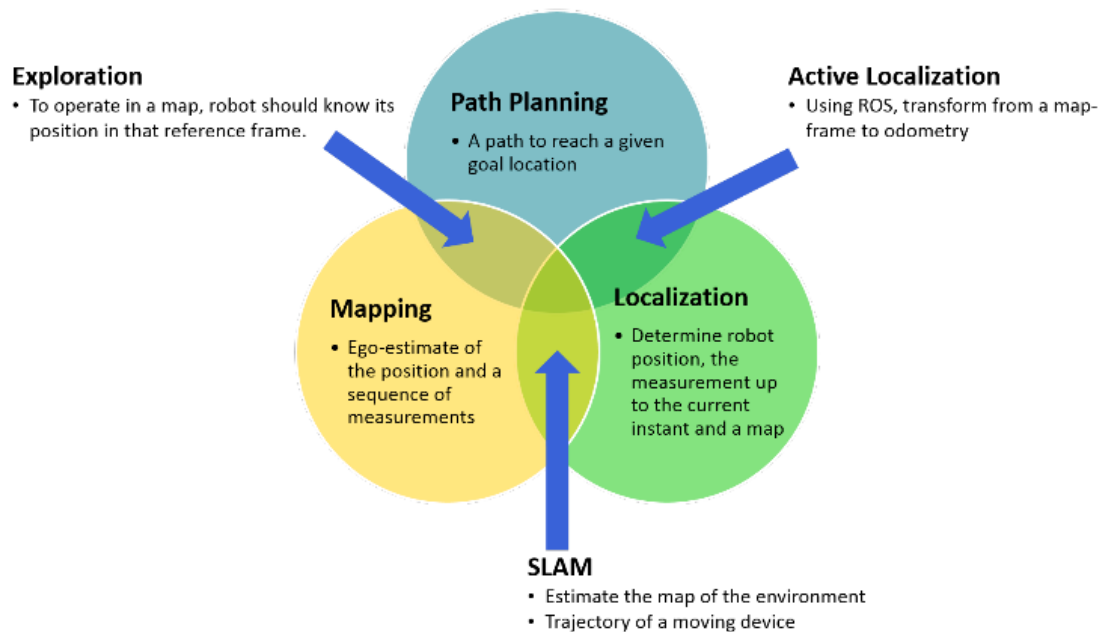 Exploration
• To operate in a map, robot should know its
position in that reference frame.
Path Planning
• A path to reach a given
goal location
Active Localization
• Using ROS, transform from a map-
frame to odometry
Mapping
• Ego-estimate of
the position and a
sequence of
measurements
Localization
• Determine robot
position, the
measurement up
to the current
instant and a map
SLAM
• Estimate the map of the environment
• Trajectory of a moving device